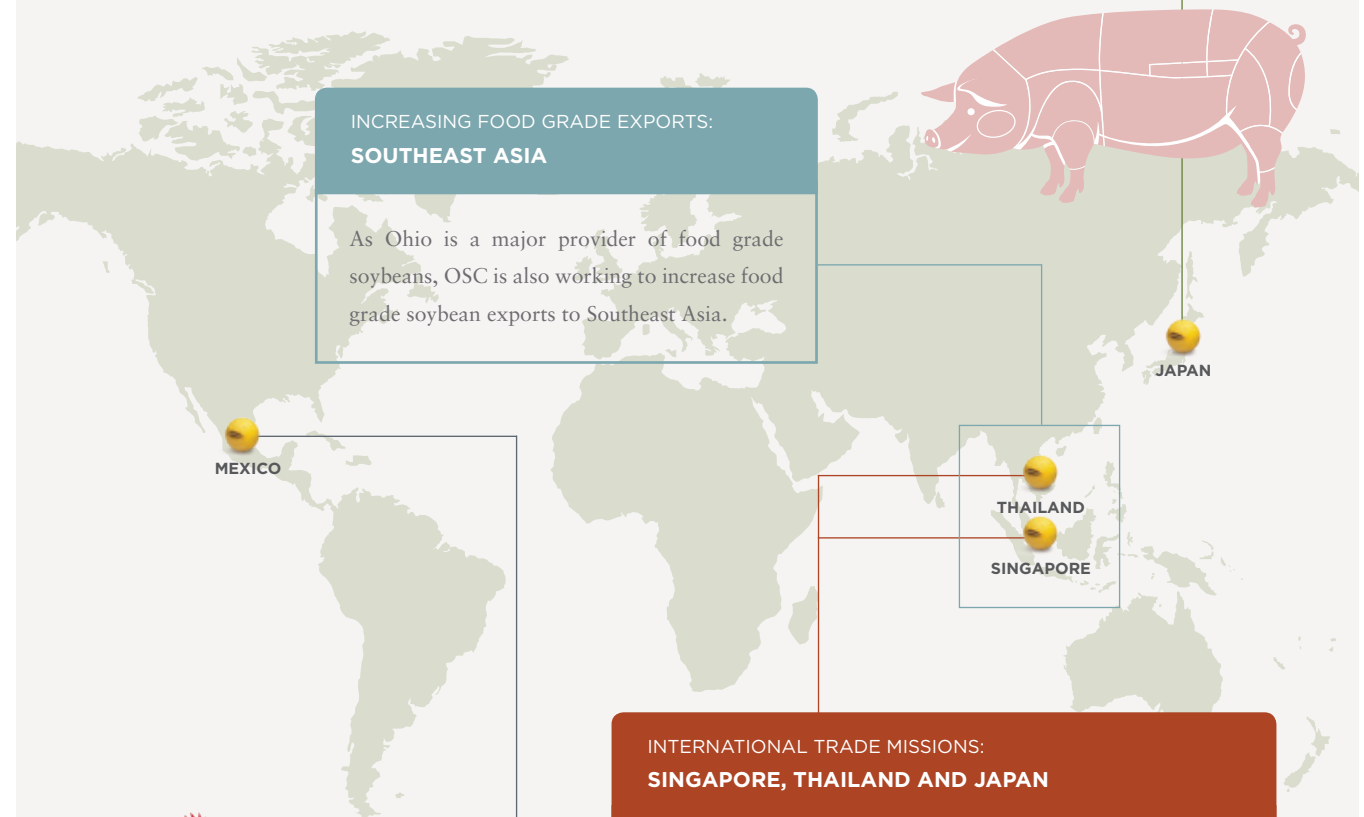 INCREASING FOOD GRADE EXPORTS:
SOUTHEAST ASIA
As Ohio is a major provider of food grade
soybeans, OSC is also working to increase food
grade soybean exports to Southeast Asia.
JAPAN
MEXICO
THAILAND
SINGAPORE
INTERNATIONAL TRADE MISSIONS:
SINGAPORE, THAILAND AND JAPAN